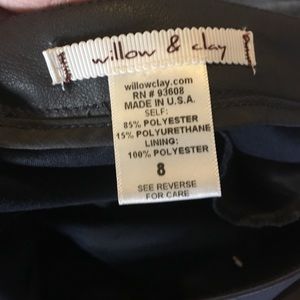 willow & clay
willowclay.com
RN # 93608
MADE IN U.S.A.
SELF:
85% POLYESTER
15% POLYURETHANE
LINING:
100% POLYESTER
8
SEE REVERSE
FOR CARE